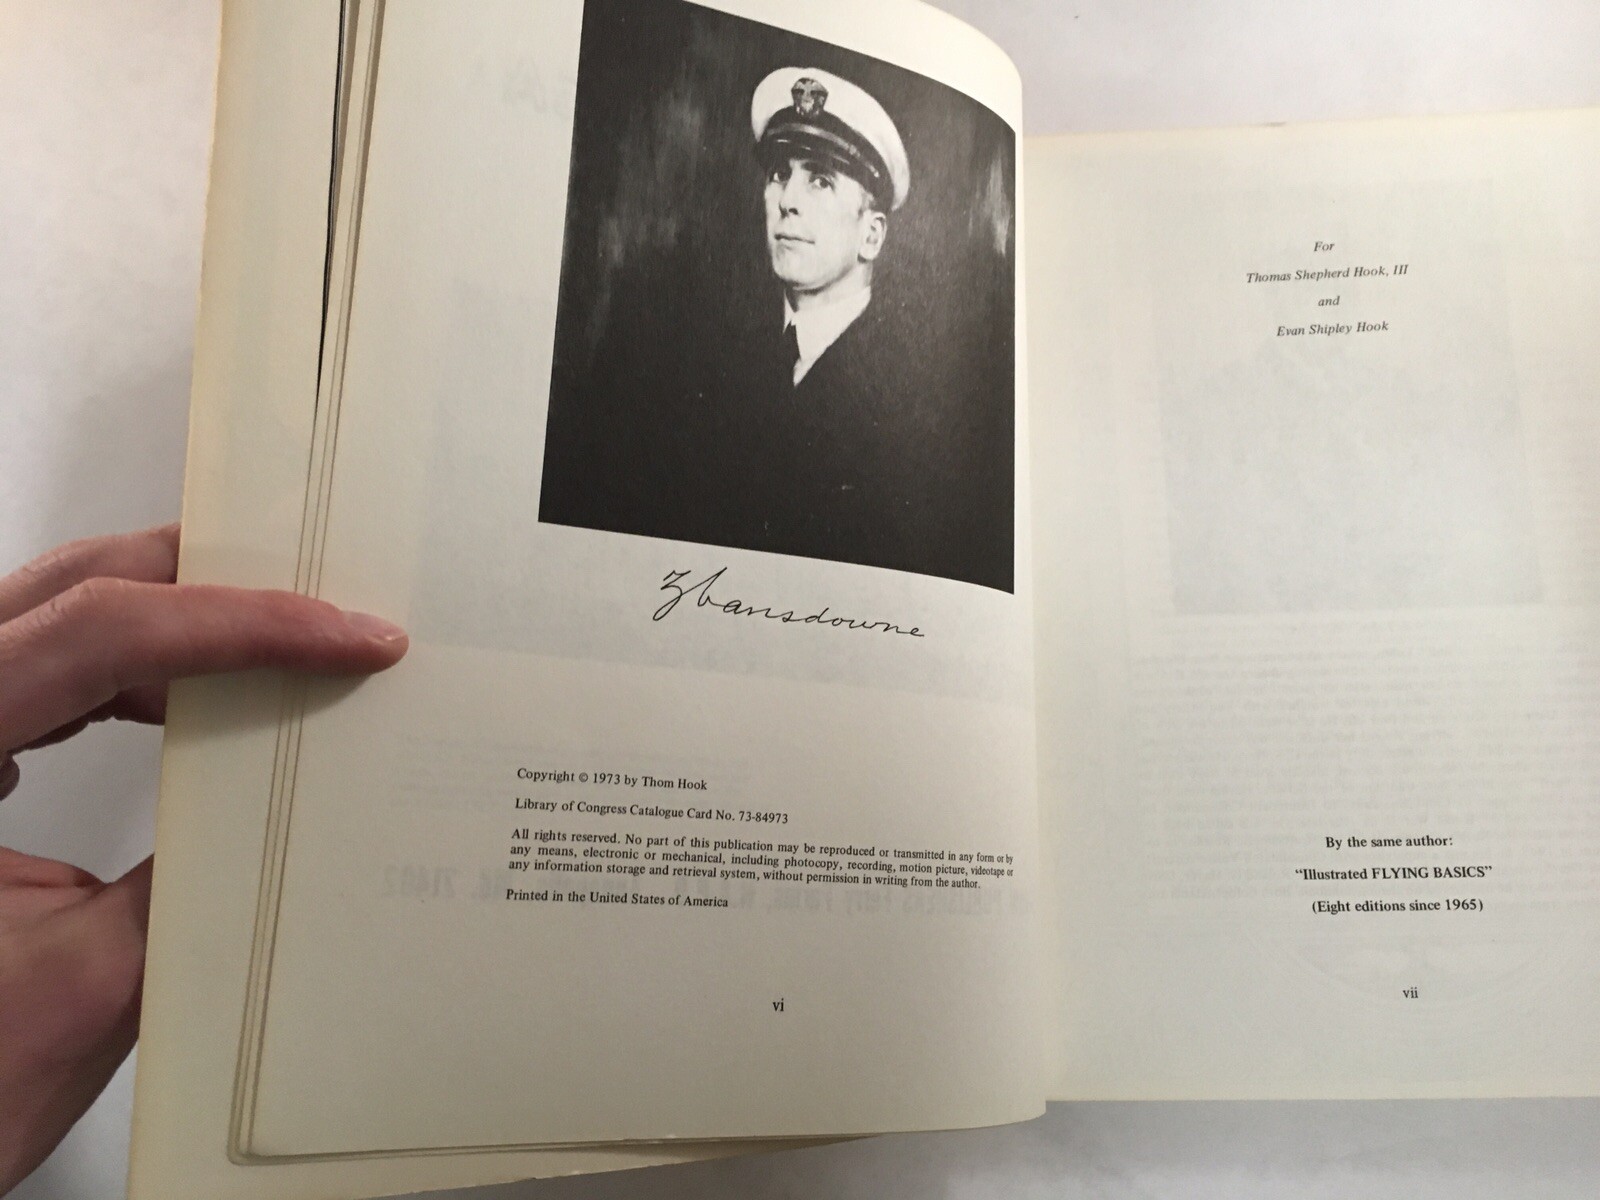 Z Lansdowne
Copyright © 1973 by Thom Hook
Library of Congress Catalogue Card No. 73-84973
All rights reserved. No part of this publication may be reproduced or transmitted in any form or by
any means, electronic or mechanical, including photocopy, recording, motion picture, videotape or
any information storage and retrieval system, without permission in writing from the author.
Printed in the United States of America
vi
For
Thomas Shepherd Hook, III
and
Evan Shipley Hook
By the same author:
"Illustrated FLYING BASICS"
(Eight editions since 1965)
vii